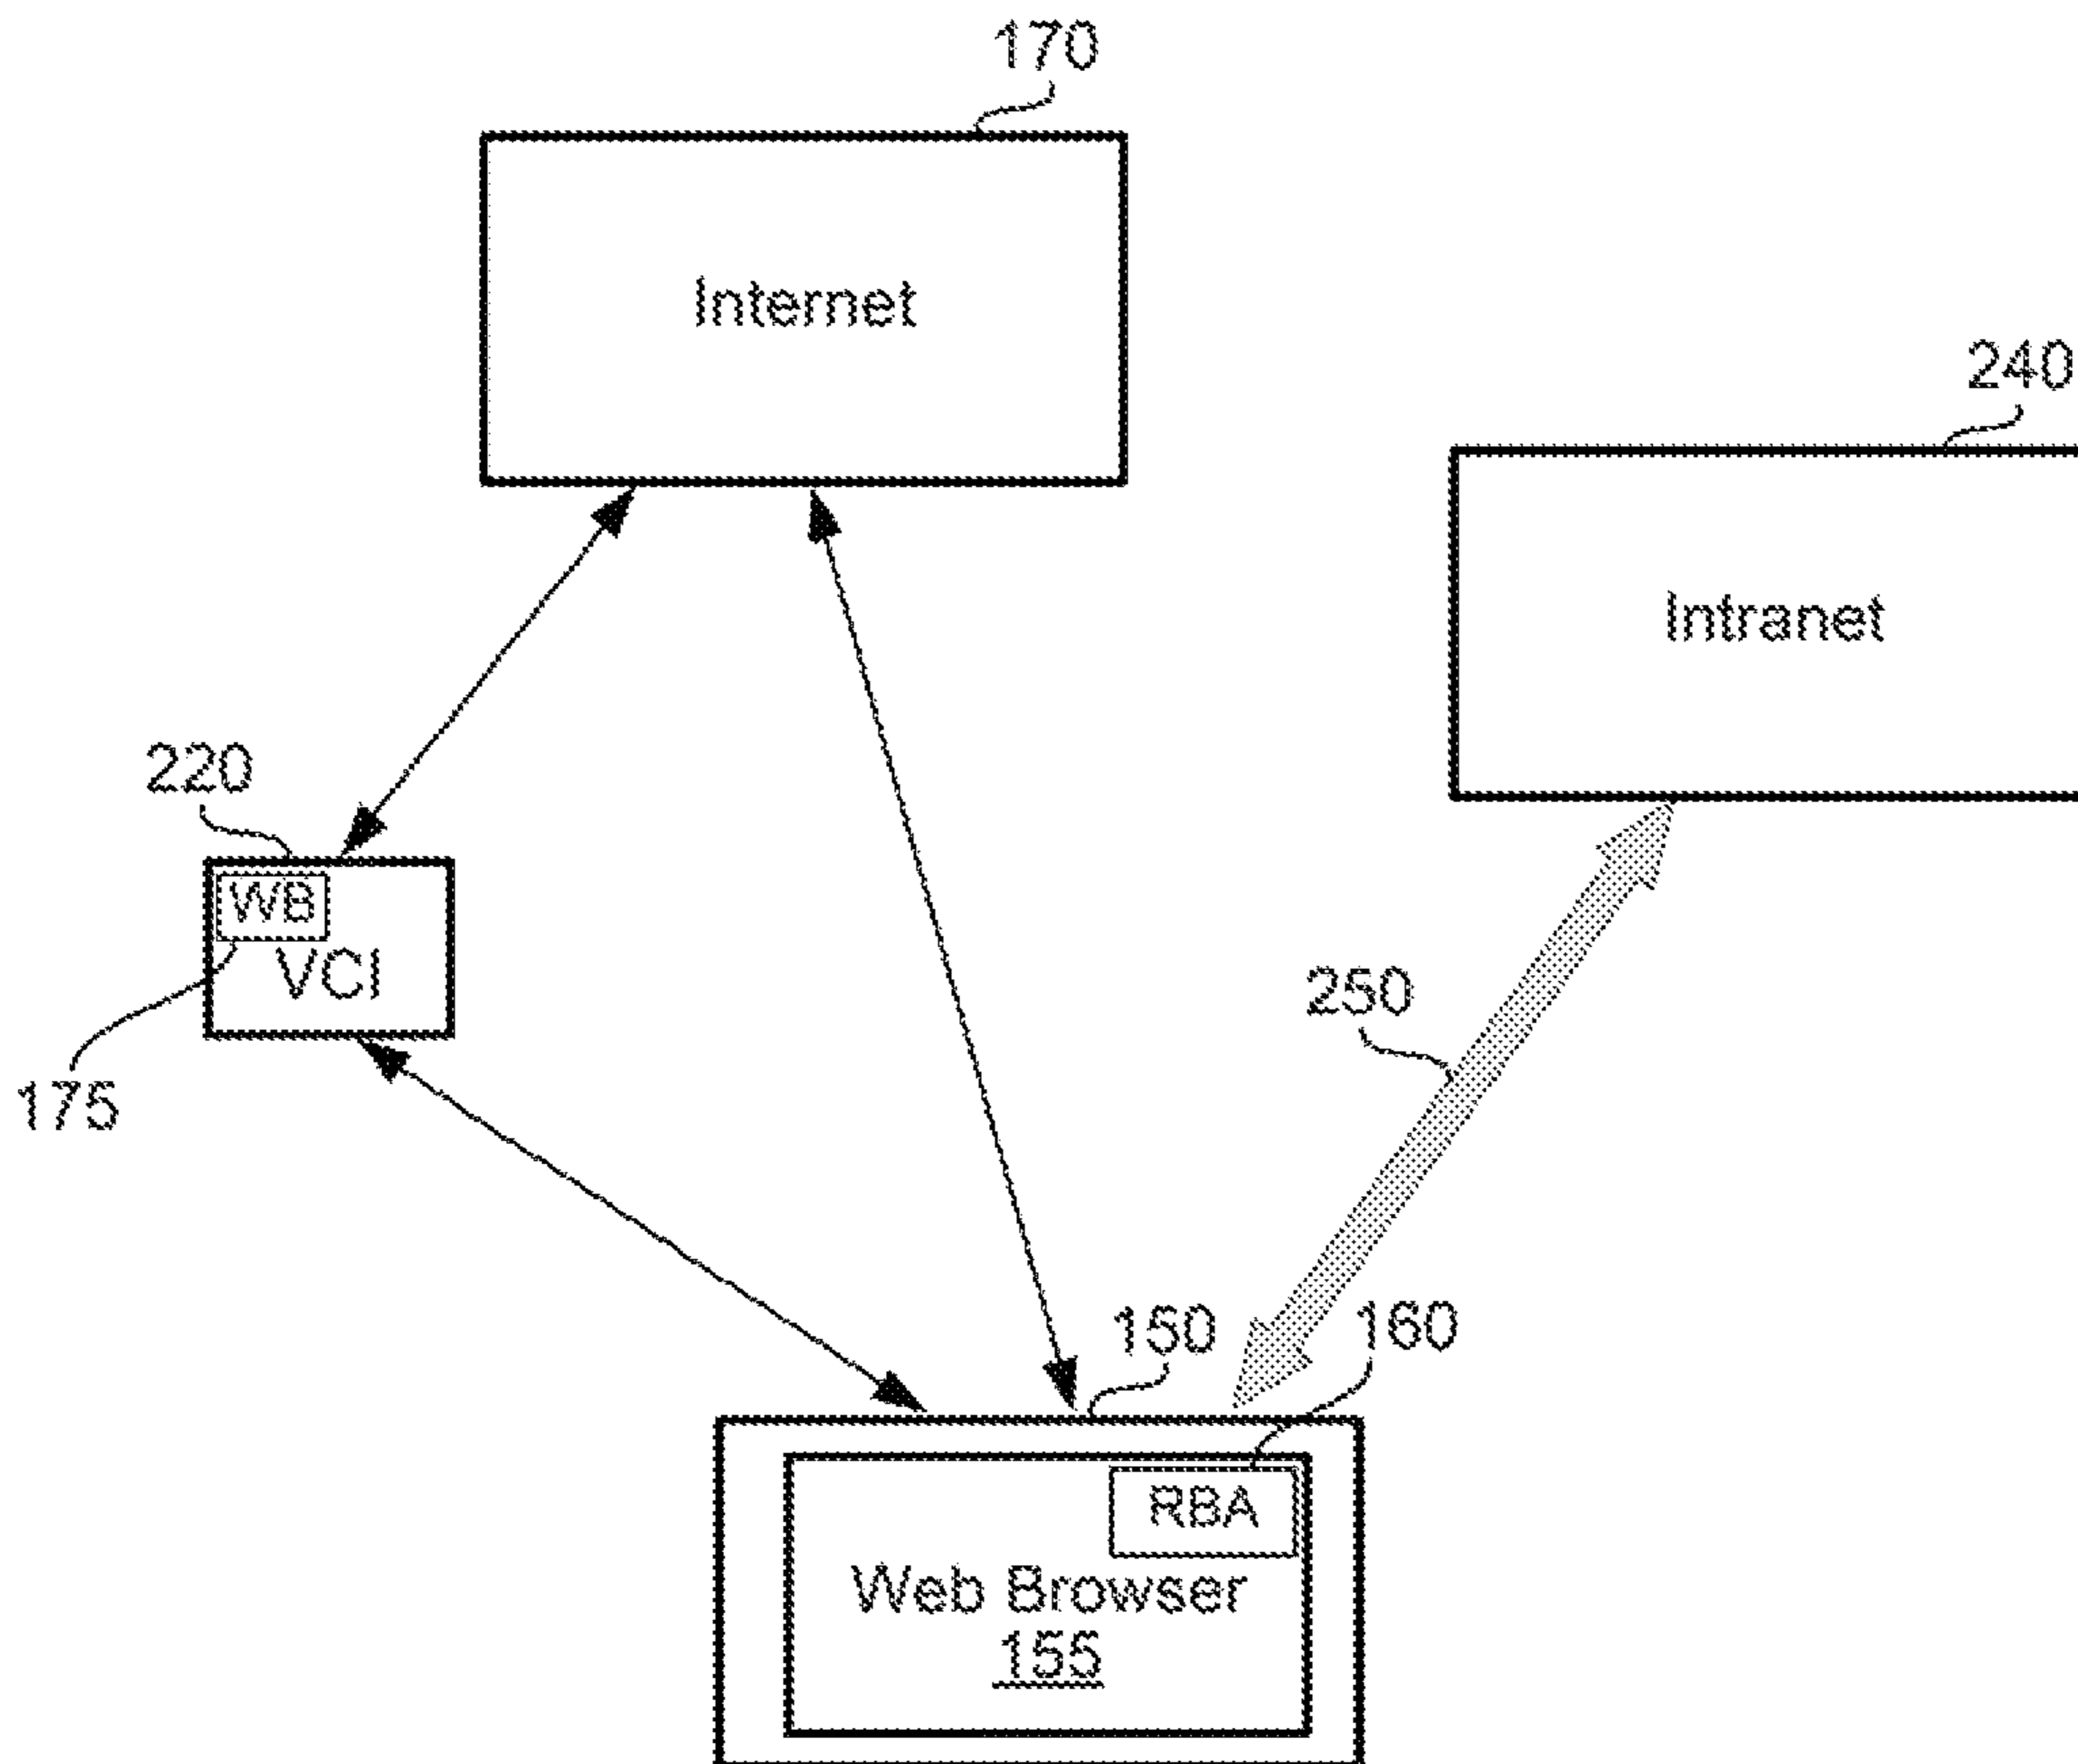 170
Internet
240
Intranet
220
WB
VCI
250
175
150
160
RBA
Web Browser
155